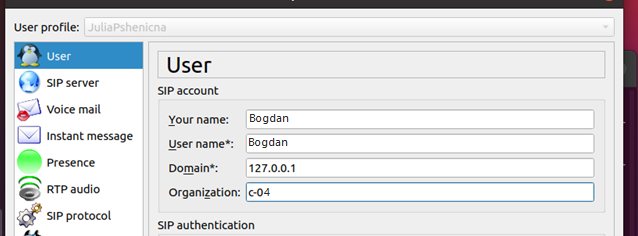 User profile: JuliaPshenicna
User
SIP server
Voice mail
Instant message
Presence
RTP audio
SIP protocol
User
SIP account
Your name: Bogdan
User name*: Bogdan
Domain*: 127.0.0.1
Organization: c-04
SIP authentication